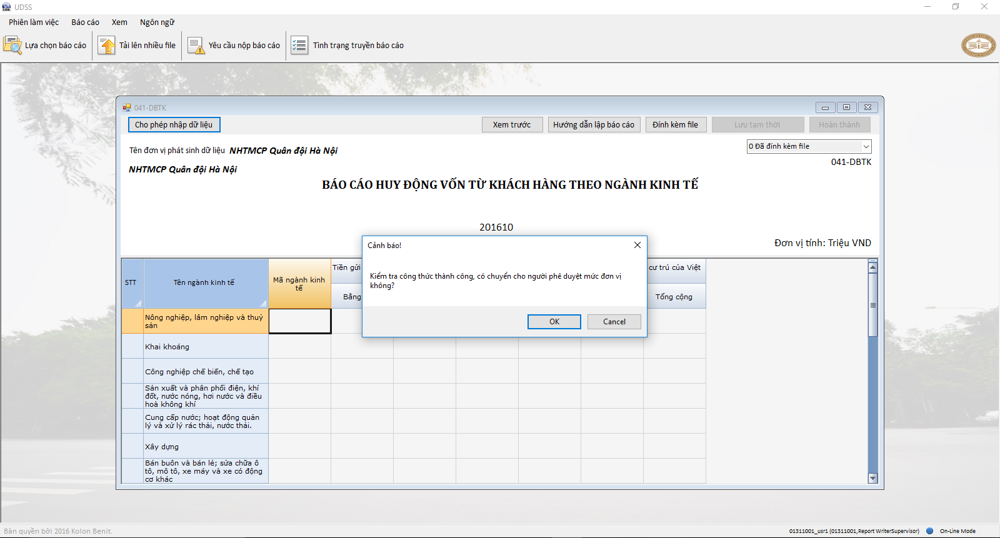 UDSS
Phiên làm việc Báo cáo Xem Ngôn ngữ
Lựa chọn báo cáo Tải lên nhiều file Yêu cầu nộp báo cáo Tình trạng truyền báo cáo
041-DBTK
Cho phép nhập dữ liệu Xem trước Hướng dẫn lập báo cáo Đính kèm file Lưu tạm thời Hoàn thành
Tên đơn vị phát sinh dữ liệu NHTMCP Quân đội Hà Nội
0 Đã đính kèm file
041-DBTK
NHTMCP Quân đội Hà Nội
BÁO CÁO HUY ĐỘNG VỐN TỪ KHÁCH HÀNG THEO NGÀNH KINH TẾ
201610
Đơn vị tính: Triệu VND
Cảnh báo!
Kiểm tra công thức thành công, có chuyển cho người phê duyệt mức đơn vị
không?
OK Cancel
STT
Tên ngành kinh tế
Mã ngành kinh
tế
Tiền gửi
cư trú của Việt
Bằng
Tổng cộng
Nông nghiệp, lâm nghiệp và thuỷ
sản
Khai khoáng
Công nghiệp chế biến, chế tạo
Sản xuất và phân phối điện, khí
đốt, nước nóng, hơi nước và điều
hoà không khí
Cung cấp nước; hoạt động quản
lý và xử lý rác thải, nước thải.
Xây dựng
Bán buôn và bán lẻ; sửa chữa ô
tô, mô tô, xe máy và xe có động
cơ khác
Bản quyền bởi 2016 Kolon Benit.
01311001_usr1 (01311001,Report WriterSupervisor) On-Line Mode